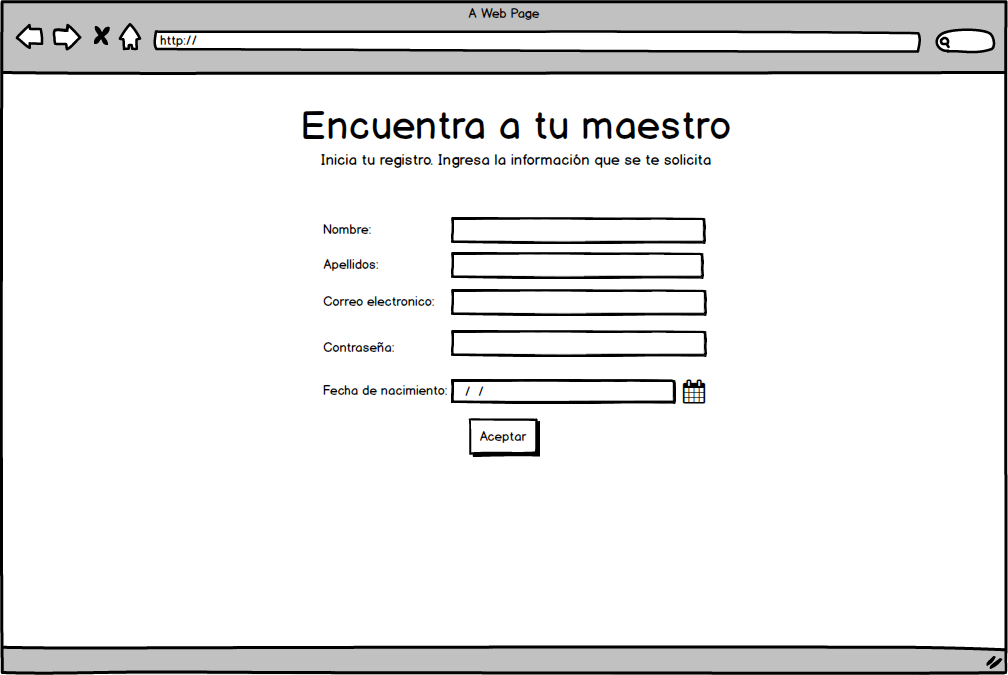 A Web Page
http://
Encuentra a tu maestro
Inicia tu registro. Ingresa la información que se te solicita
Nombre:
Apellidos:
Correo electronico:
Contraseña:
Fecha de nacimiento: / /
Aceptar